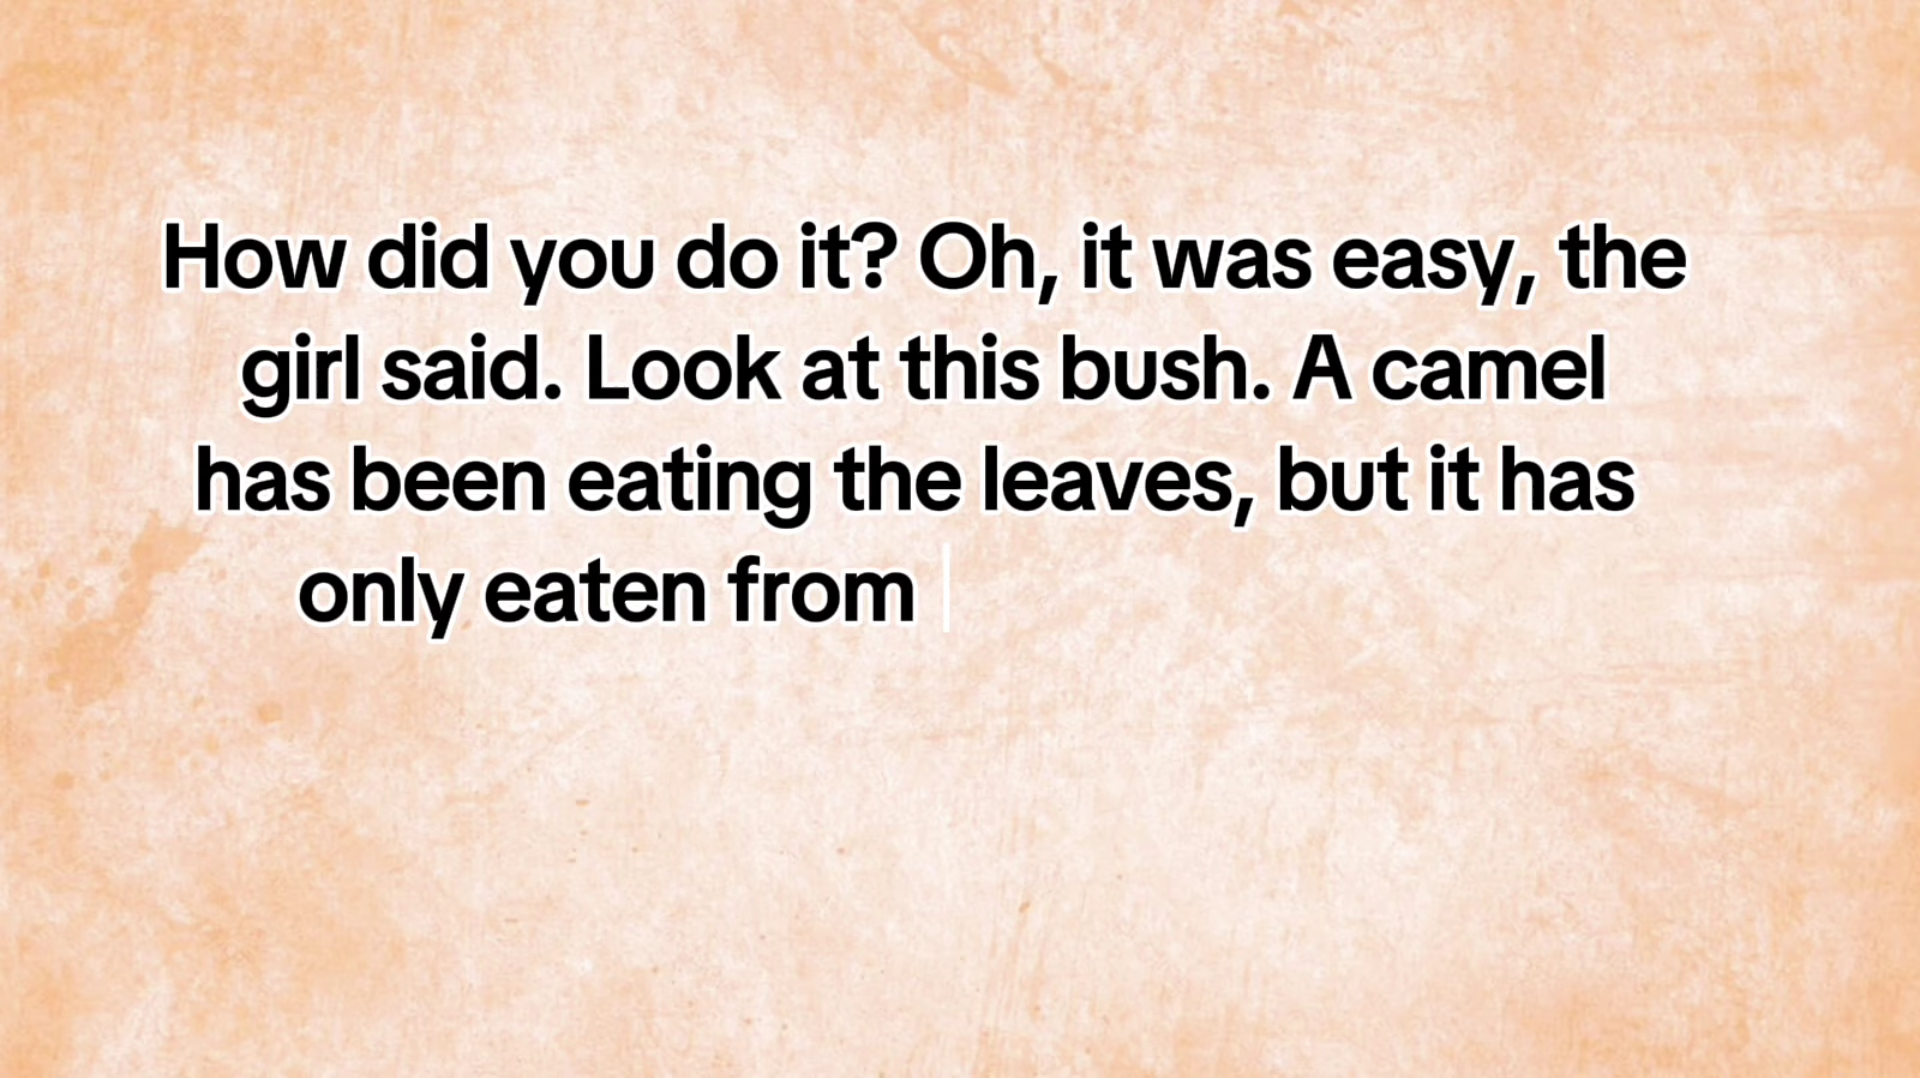 How did you do it? Oh, it was easy, the
girl said. Look at this bush. A camel
has been eating the leaves, but it has
only eaten from